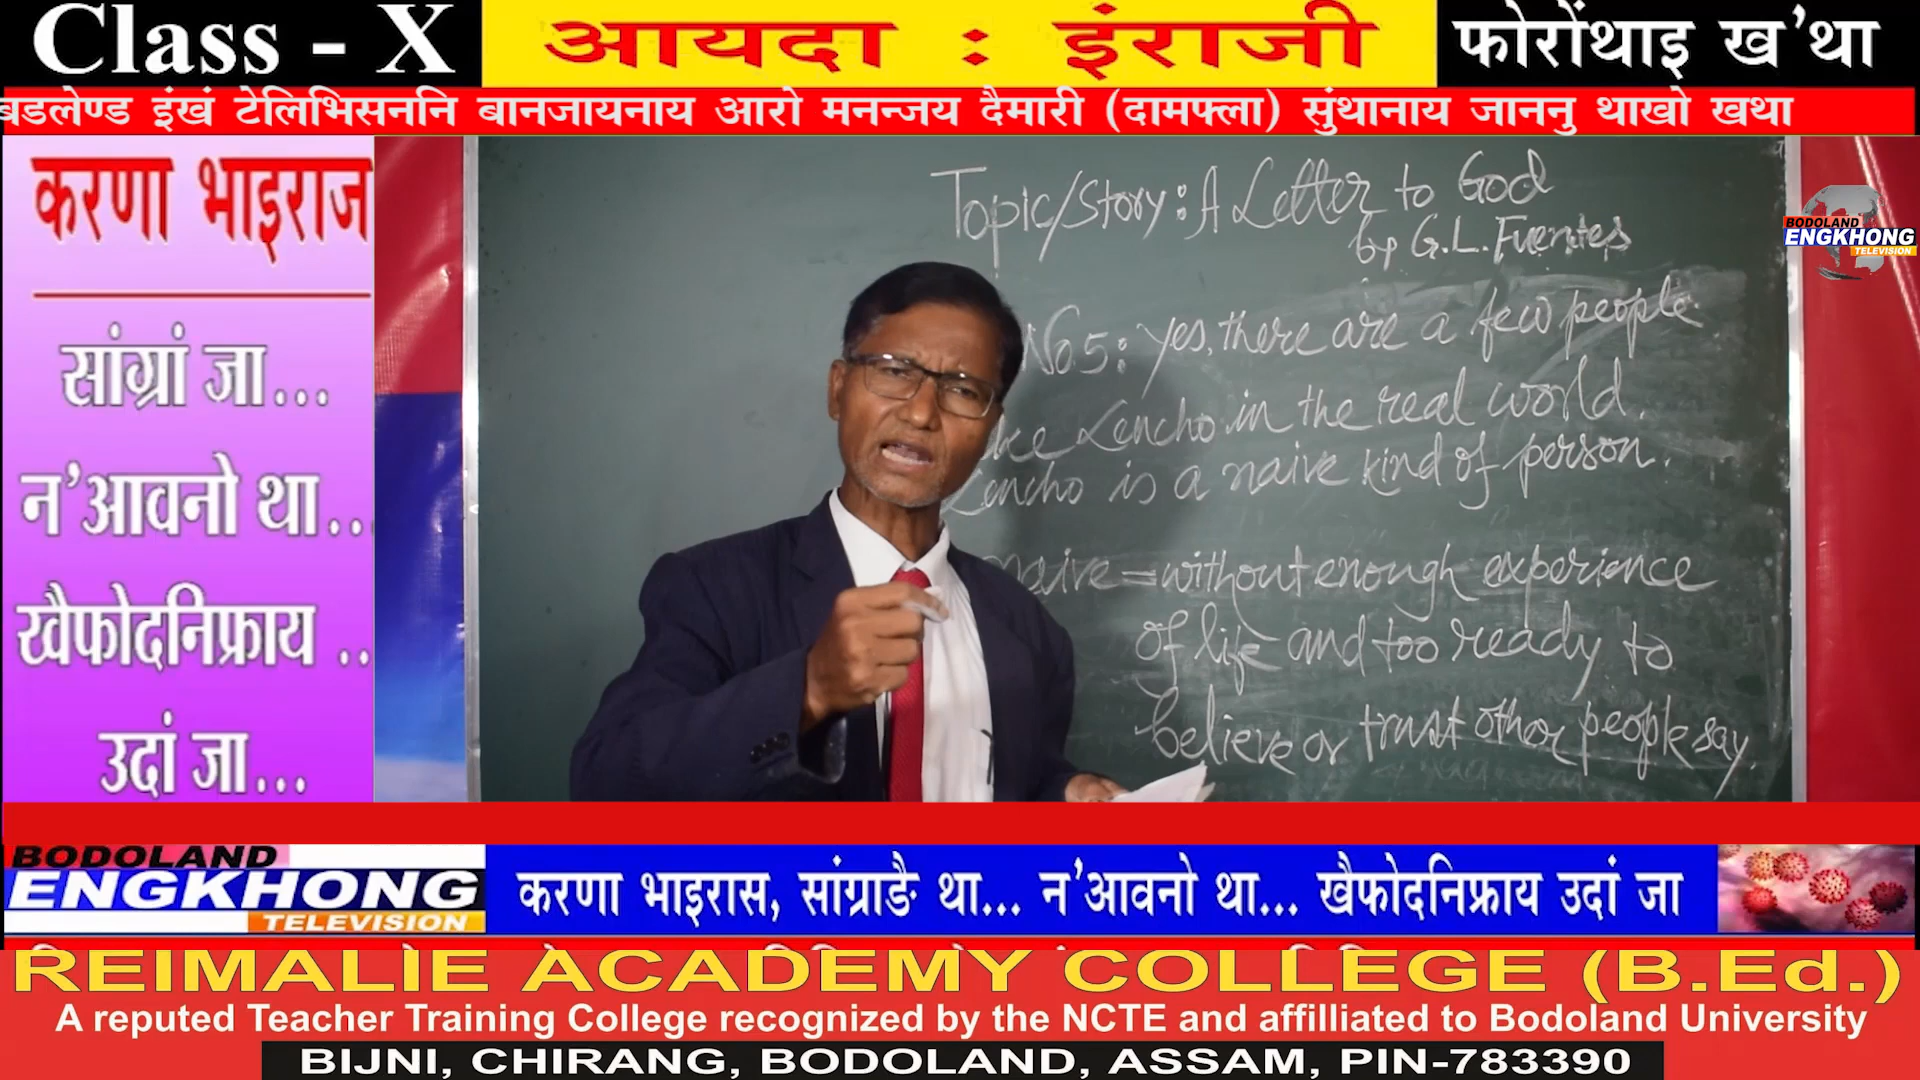 Class - X
आयदा : इंराजी
फोरोंथाइ ख'था
बडलेण्ड इंखं टेलिभिसननि बानजायनाय आरो मनन्जय दैमारी (दामफ्ला) सुंथानाय जाननु थाखो खथा
करणा भाइराज
सांग्रां जा...
न'आवनो था...
खैफोदनिफ्राय ..
उदां जा...
Topic/Story: A Letter to God
by G.L. Fuentes
No 5: Yes, there are a few people
Lencho in the real world.
Lencho is a naive kind of person.
naive = without enough experience
of life and too ready to
believe or trust other people say.
BODOLAND
ENGKHONG
TELEVISION
BODOLAND
ENGKHONG
TELEVISION
करणा भाइरास, सांग्राङै था... न'आवनो था... खैफोदनिफ्राय उदां जा
REIMALIE ACADEMY COLLEGE (B.Ed.)
A reputed Teacher Training College recognized by the NCTE and affilliated to Bodoland University
BIJNI, CHIRANG, BODOLAND, ASSAM, PIN-783390